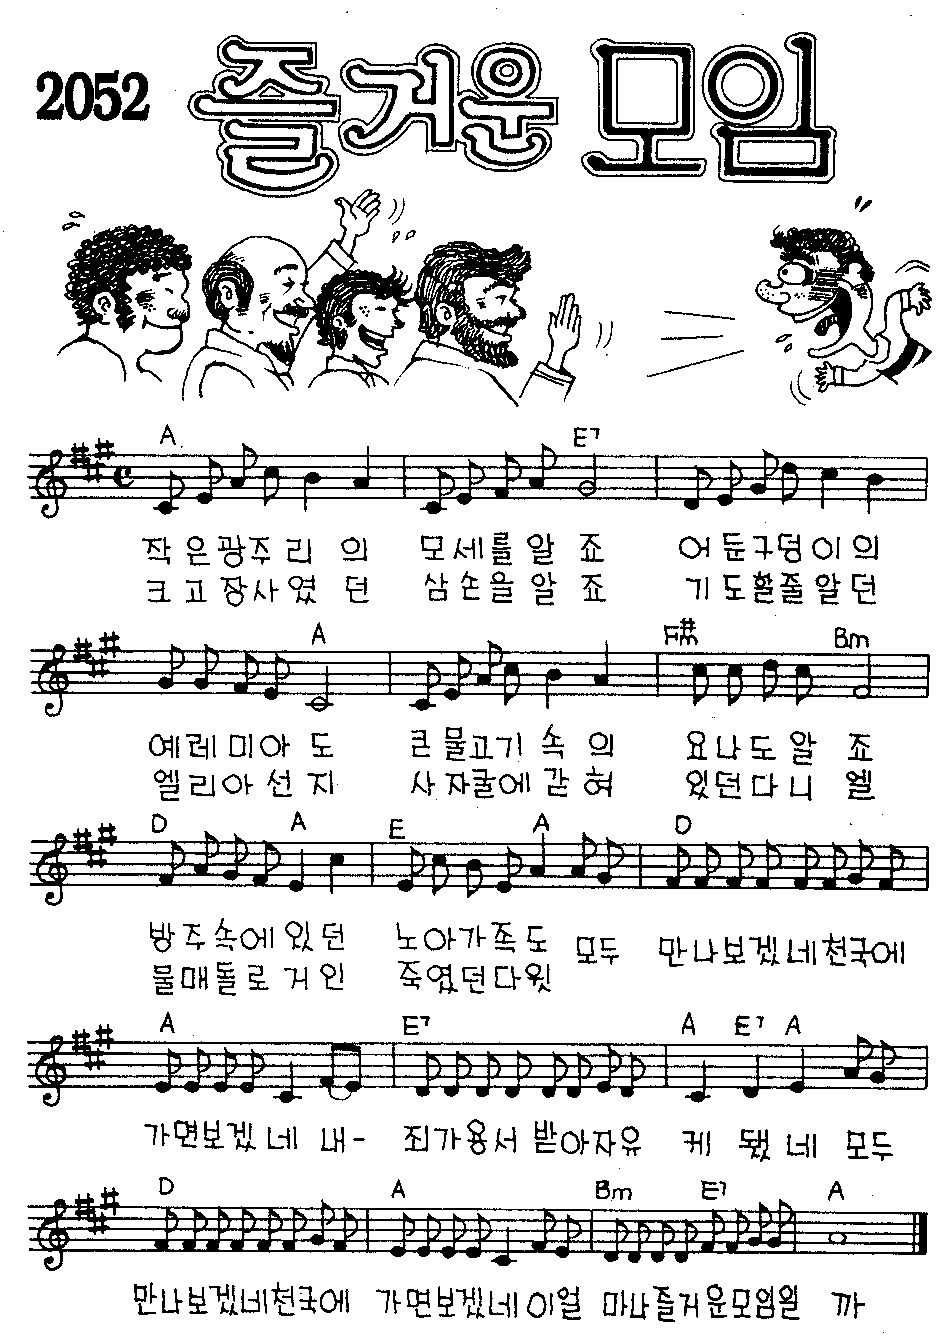 2052 즐거운 모임
A E7
작은광주리 의 모세를 알 죠 어둔구덩이의
크고장사였 던 삼손을 알 죠 기도할줄알던
A F#m Bm
예레미아 도 큰물고기 속 의 요나도알 죠
엘리아선 지 사자굴에 갇 혀 있던다니 엘
D A E A D
방주속에 있 던 노아가족도 모두 만나보겠네천국에
물매돌로 거 인 죽였던다윗
A E7 A E7 A
가면보겠 네 내- 죄가용서 받아자유 케 됐 네 모두
D A Bm E7 A
만나보겠네천국에 가면보겠네이얼 마나즐거운모임일 까